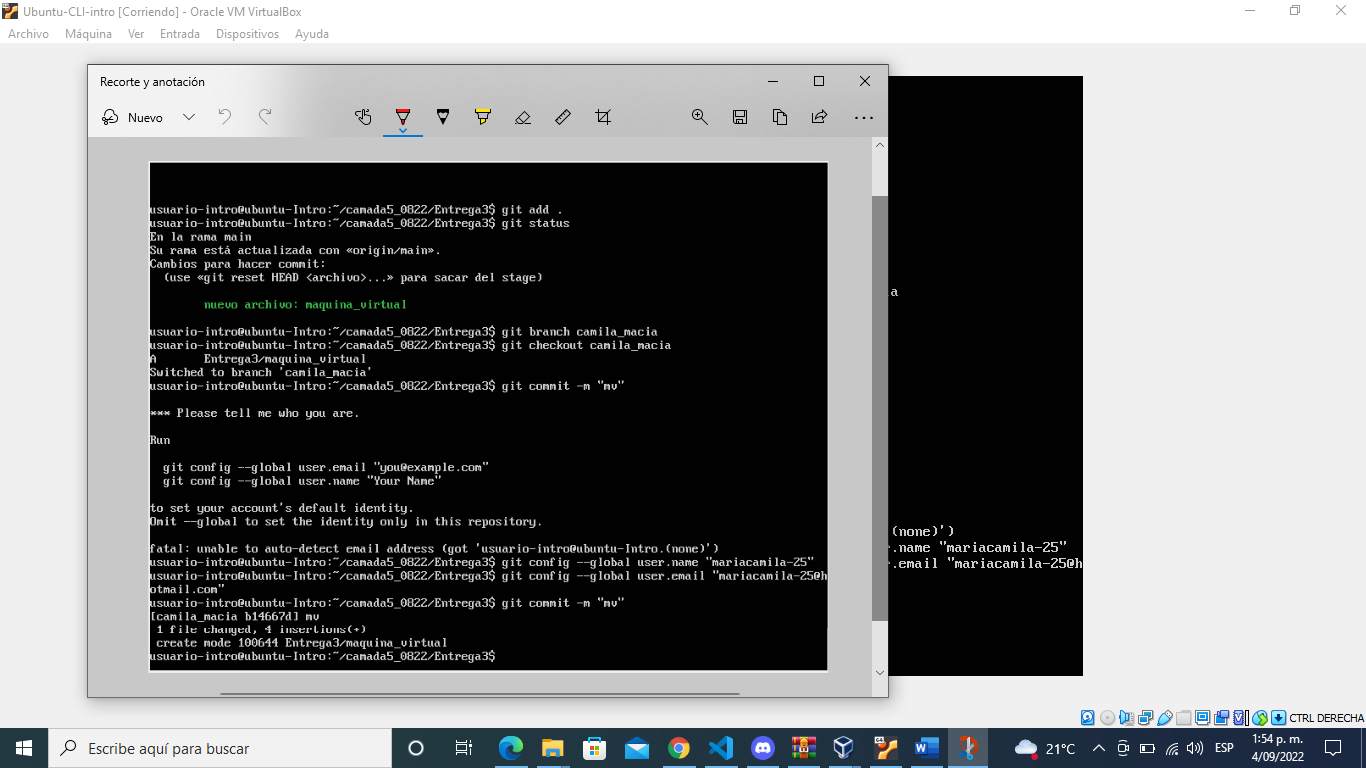 Ubuntu-CLI-intro [Corriendo] - Oracle VM VirtualBox
Archivo Máquina Ver Entrada Dispositivos Ayuda
Recorte y anotación
Nuevo
usuario-intro@ubuntu-Intro:~/camada5_0822/Entrega3$ git add .
usuario-intro@ubuntu-Intro:~/camada5_0822/Entrega3$ git status
En la rama main
Su rama está actualizada con «origin/main».
Cambios para hacer commit:
(use «git reset HEAD <archivo>...» para sacar del stage)
nuevo archivo: maquina_virtual
usuario-intro@ubuntu-Intro:~/camada5_0822/Entrega3$ git branch camila_macia
usuario-intro@ubuntu-Intro:~/camada5_0822/Entrega3$ git checkout camila_macia
A Entrega3/maquina_virtual
Switched to branch 'camila_macia'
usuario-intro@ubuntu-Intro:~/camada5_0822/Entrega3$ git commit -m "mv"
*** Please tell me who you are.
Run
git config --global user.email "you@example.com"
git config --global user.name "Your Name"
to set your account's default identity.
Omit --global to set the identity only in this repository.
fatal: unable to auto-detect email address (got 'usuario-intro@ubuntu-Intro.(none)')
usuario-intro@ubuntu-Intro:~/camada5_0822/Entrega3$ git config --global user.name "mariacamila-25"
usuario-intro@ubuntu-Intro:~/camada5_0822/Entrega3$ git config --global user.email "mariacamila-25@h
otmail.com"
usuario-intro@ubuntu-Intro:~/camada5_0822/Entrega3$ git commit -m "mv"
[camila_macia b14667d] mv
1 file changed, 4 insertions(+)
create mode 100644 Entrega3/maquina_virtual
usuario-intro@ubuntu-Intro:~/camada5_0822/Entrega3$
a
(none)')
r.name "mariacamila-25"
r.email "mariacamila-25@h
CTRL DERECHA
Escribe aquí para buscar
21°C
ESP
1:54 p. m.
4/09/2022